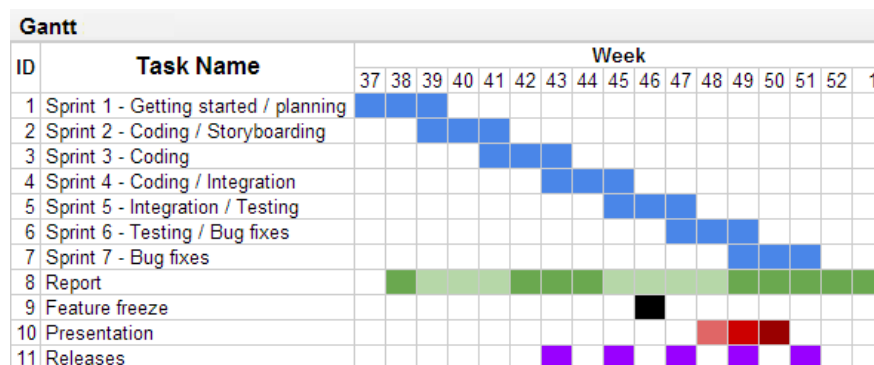 Gantt
ID Task Name Week
37 38 39 40 41 42 43 44 45 46 47 48 49 50 51 52 1
1 Sprint 1 - Getting started / planning
2 Sprint 2 - Coding / Storyboarding
3 Sprint 3 - Coding
4 Sprint 4 - Coding / Integration
5 Sprint 5 - Integration / Testing
6 Sprint 6 - Testing / Bug fixes
7 Sprint 7 - Bug fixes
8 Report
9 Feature freeze
10 Presentation
11 Releases